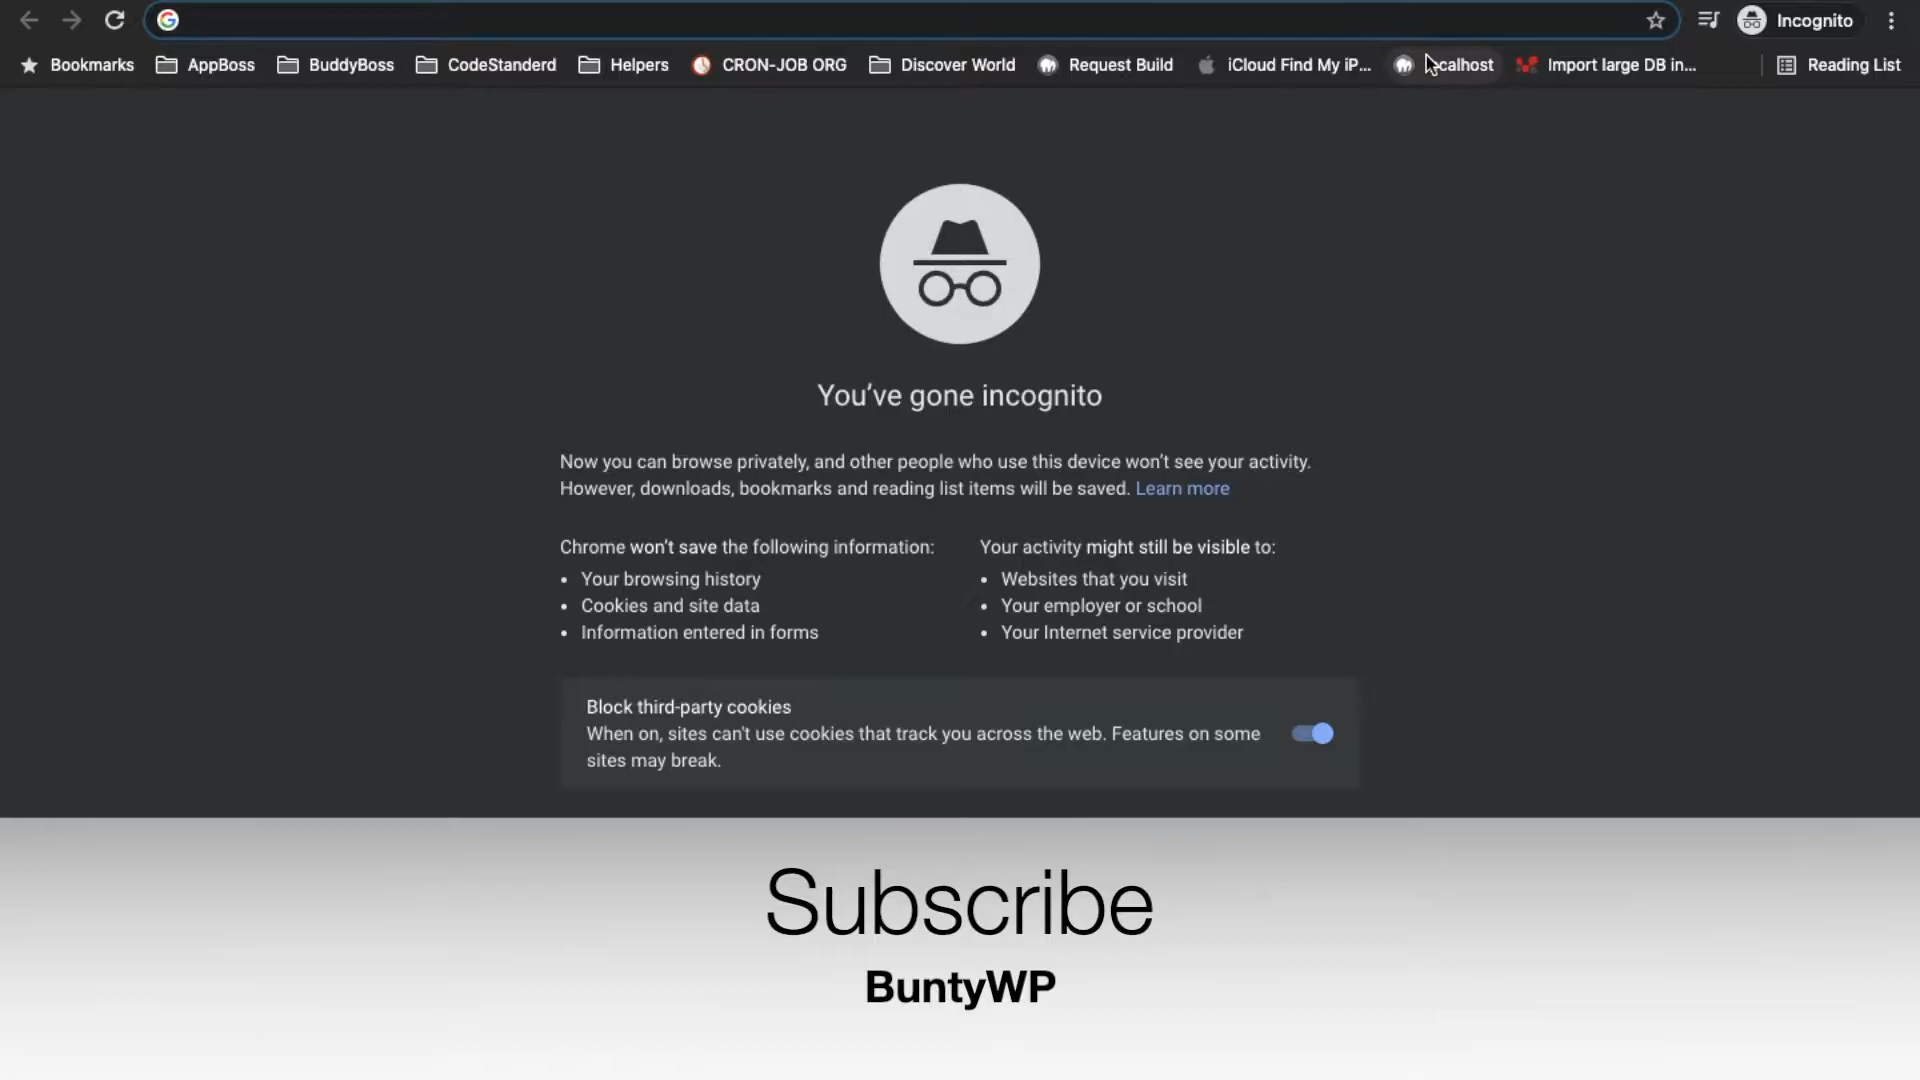 Incognito
Bookmarks AppBoss BuddyBoss CodeStanderd Helpers CRON-JOB ORG Discover World Request Build iCloud Find My iP... calhost Import large DB in... Reading List
You've gone incognito
Now you can browse privately, and other people who use this device won't see your activity.
However, downloads, bookmarks and reading list items will be saved. Learn more
Chrome won't save the following information:
Your browsing history
Cookies and site data
Information entered in forms
Your activity might still be visible to:
Websites that you visit
Your employer or school
Your Internet service provider
Block third-party cookies
When on, sites can't use cookies that track you across the web. Features on some
sites may break.
Subscribe
BuntyWP